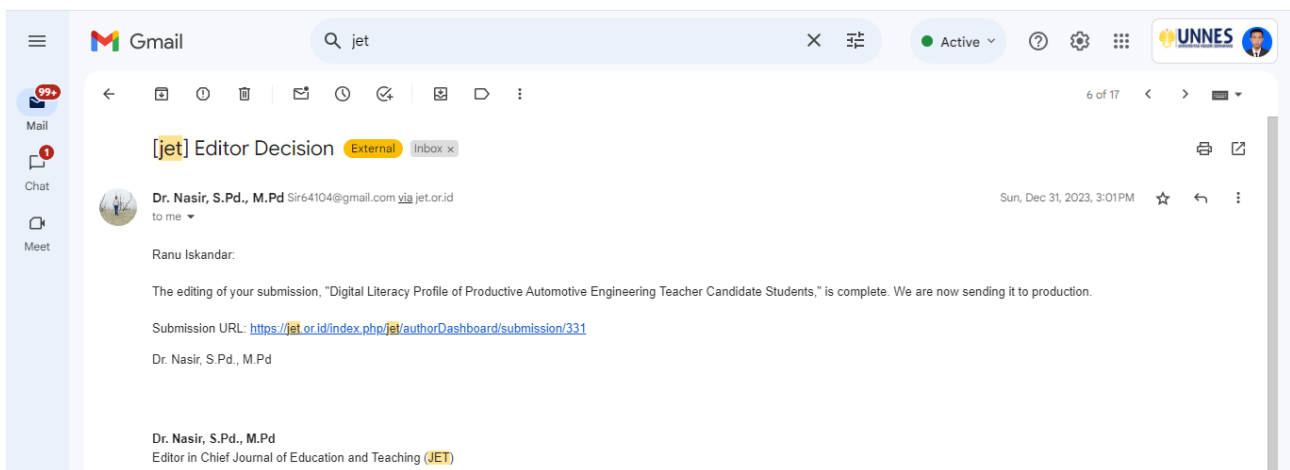 Gmail
jet
Active
UNNES
99+
Mail
6 of 17
[jet] Editor Decision External Inbox x
1
Chat
Dr. Nasir, S.Pd., M.Pd Sir64104@gmail.com via jet.or.id
Sun, Dec 31, 2023, 3:01 PM
to me
Meet
Ranu Iskandar:
The editing of your submission, "Digital Literacy Profile of Productive Automotive Engineering Teacher Candidate Students," is complete. We are now sending it to production.
Submission URL: https://jet.or.id/index.php/jet/authorDashboard/submission/331
Dr. Nasir, S.Pd., M.Pd
Dr. Nasir, S.Pd., M.Pd
Editor in Chief Journal of Education and Teaching (JET)